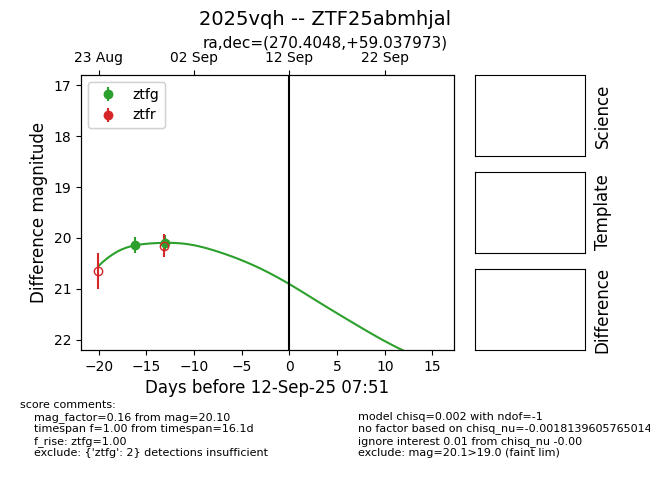 2025vqh -- ZTF25abmhjal
ra,dec=(270.4048,+59.037973)
23 Aug
02 Sep
12 Sep
22 Sep
ztfg
ztfr
17
18
19
20
21
22
Difference magnitude
−20
−15
−10
−5
0
5
10
15
Days before 12-Sep-25 07:51
Science
Template
Difference
score comments:
mag_factor=0.16 from mag=20.10
timespan f=1.00 from timespan=16.1d
f_rise: ztfg=1.00
exclude: {'ztfg': 2} detections insufficient
model chisq=0.002 with ndof=-1
no factor based on chisq_nu=-0.0018139605765014
ignore interest 0.01 from chisq_nu -0.00
exclude: mag=20.1>19.0 (faint lim)